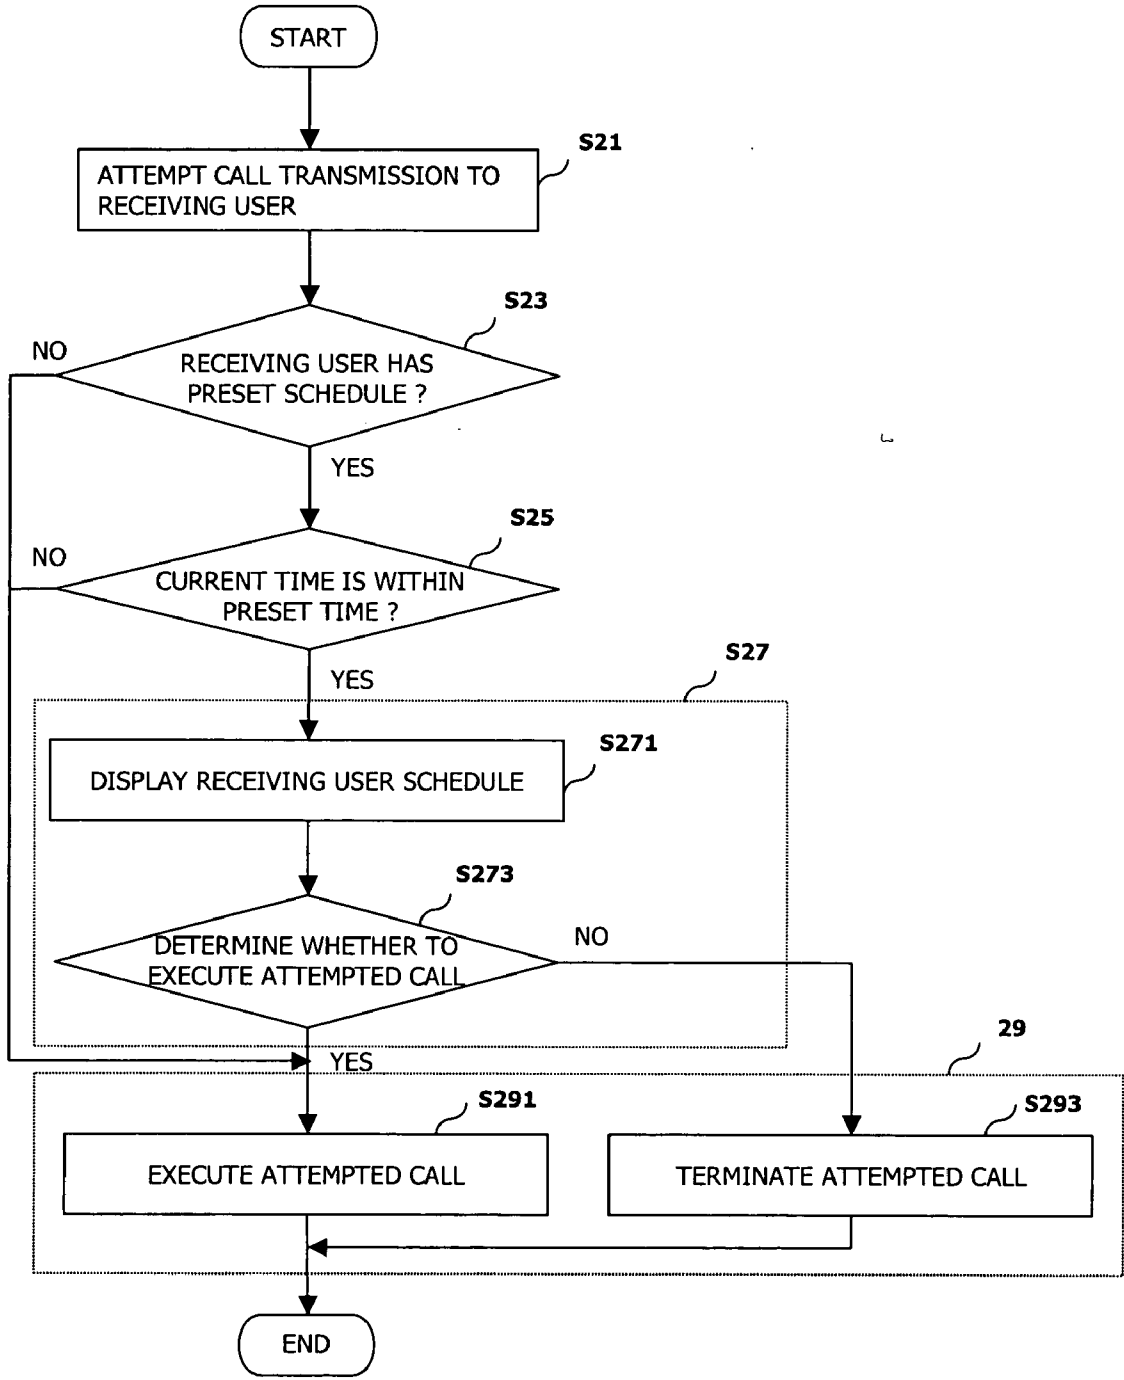 START
S21
ATTEMPT CALL TRANSMISSION TO
RECEIVING USER
S23
NO
RECEIVING USER HAS
PRESET SCHEDULE ?
YES
S25
NO
CURRENT TIME IS WITHIN
PRESET TIME ?
YES
S27
S271
DISPLAY RECEIVING USER SCHEDULE
S273
DETERMINE WHETHER TO
EXECUTE ATTEMPTED CALL
NO
YES
29
S291
EXECUTE ATTEMPTED CALL
S293
TERMINATE ATTEMPTED CALL
END